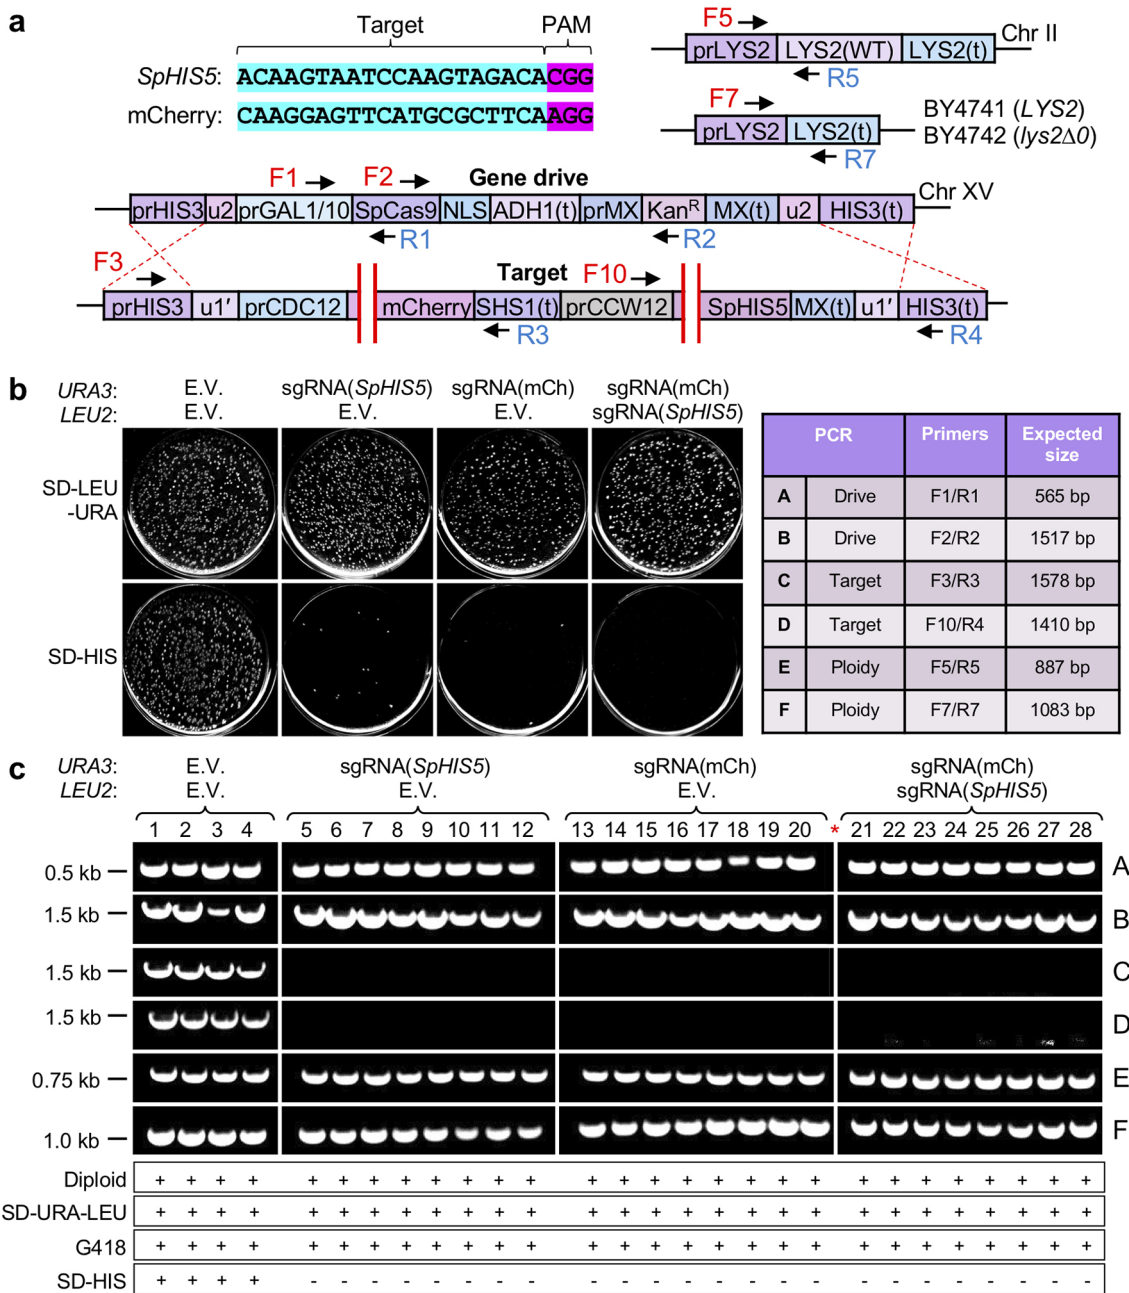 a
Target PAM
SpHIS5: ACAAGTAATCCAAGTAGACACGG
mCherry: CAAGGAGTTCATGCGCTTCAAGG
F5
prLYS2 LYS2(WT) LYS2(t) Chr II
R5
F7
prLYS2 LYS2(t)
R7
BY4741 (LYS2)
BY4742 (lys2Δ0)
F1 F2 Gene drive
prHIS3 u2 prGAL1/10 SpCas9 NLS ADH1(t) prMX KanR MX(t) u2 HIS3(t) Chr XV
R1 R2
F3 Target F10
prHIS3 u1′ prCDC12 mCherry SHS1(t) prCCW12 SpHIS5 MX(t) u1′ HIS3(t)
R3 R4
b
URA3: E.V. sgRNA(SpHIS5) sgRNA(mCh) sgRNA(mCh)
LEU2: E.V. E.V. E.V. sgRNA(SpHIS5)
SD-LEU
-URA
SD-HIS
PCR Primers Expected
size
A Drive F1/R1 565 bp
B Drive F2/R2 1517 bp
C Target F3/R3 1578 bp
D Target F10/R4 1410 bp
E Ploidy F5/R5 887 bp
F Ploidy F7/R7 1083 bp
c
URA3: E.V. sgRNA(SpHIS5) sgRNA(mCh) sgRNA(mCh)
LEU2: E.V. E.V. E.V. sgRNA(SpHIS5)
1 2 3 4 5 6 7 8 9 10 11 12 13 14 15 16 17 18 19 20 * 21 22 23 24 25 26 27 28
0.5 kb A
1.5 kb B
1.5 kb C
1.5 kb D
0.75 kb E
1.0 kb F
Diploid + + + + + + + + + + + + + + + + + + + + + + + + + + + +
SD-URA-LEU + + + + + + + + + + + + + + + + + + + + + + + + + + + +
G418 + + + + + + + + + + + + + + + + + + + + + + + + + + + +
SD-HIS + + + + - - - - - - - - - - - - - - - - - - - - - - - -